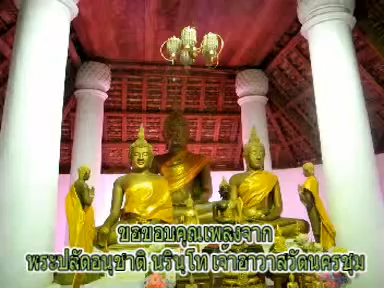 ขอขอบคุณเพลงจาก
พระปลัดอนุชาติ นรินฺโท เจ้าอาวาสวัดนครชุม